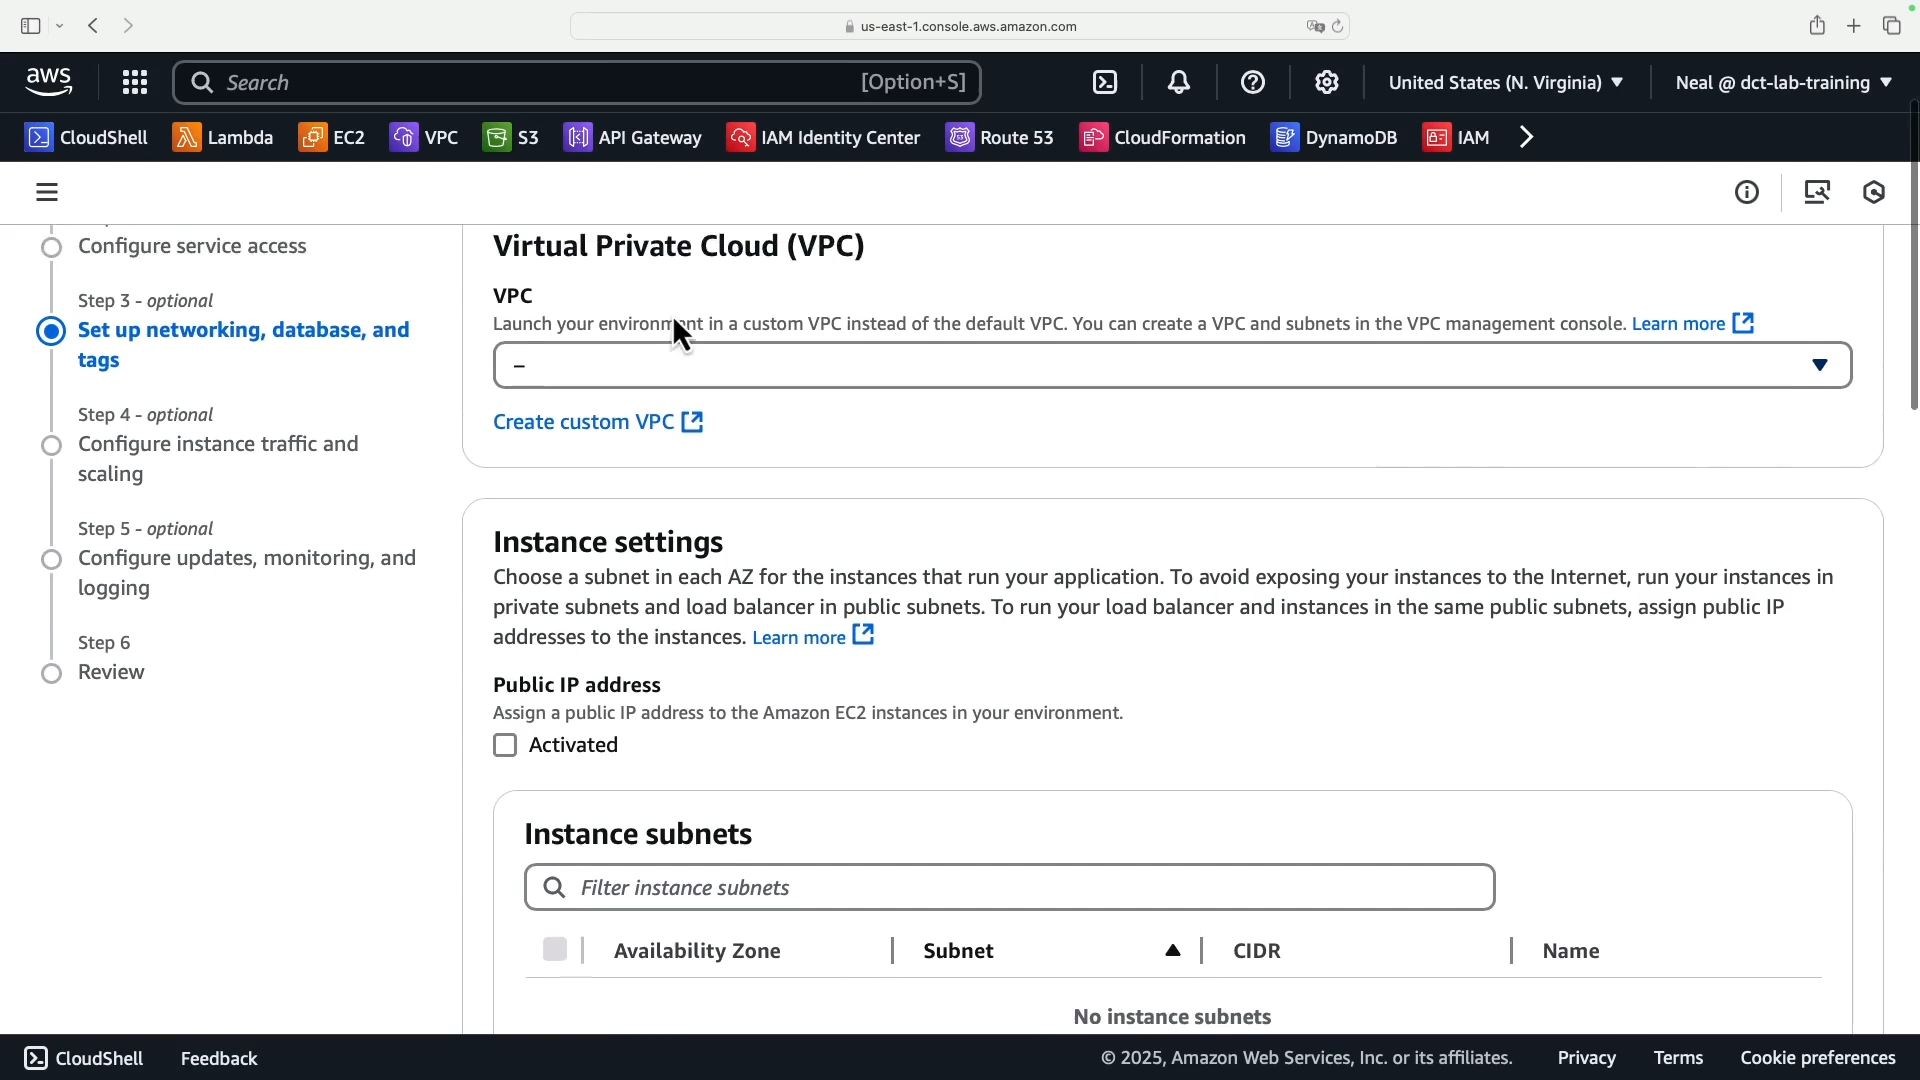 us-east-1.console.aws.amazon.com
aws
Search
[Option+S]
United States (N. Virginia)
Neal @ dct-lab-training
CloudShell
Lambda
EC2
VPC
S3
API Gateway
IAM Identity Center
Route 53
CloudFormation
DynamoDB
IAM
Configure service access
Step 3 - optional
Set up networking, database, and
tags
Step 4 - optional
Configure instance traffic and
scaling
Step 5 - optional
Configure updates, monitoring, and
logging
Step 6
Review
Virtual Private Cloud (VPC)
VPC
Launch your environment in a custom VPC instead of the default VPC. You can create a VPC and subnets in the VPC management console. Learn more
–
Create custom VPC
Instance settings
Choose a subnet in each AZ for the instances that run your application. To avoid exposing your instances to the Internet, run your instances in
private subnets and load balancer in public subnets. To run your load balancer and instances in the same public subnets, assign public IP
addresses to the instances. Learn more
Public IP address
Assign a public IP address to the Amazon EC2 instances in your environment.
Activated
Instance subnets
Filter instance subnets
Availability Zone
Subnet
CIDR
Name
No instance subnets
CloudShell
Feedback
© 2025, Amazon Web Services, Inc. or its affiliates.
Privacy
Terms
Cookie preferences